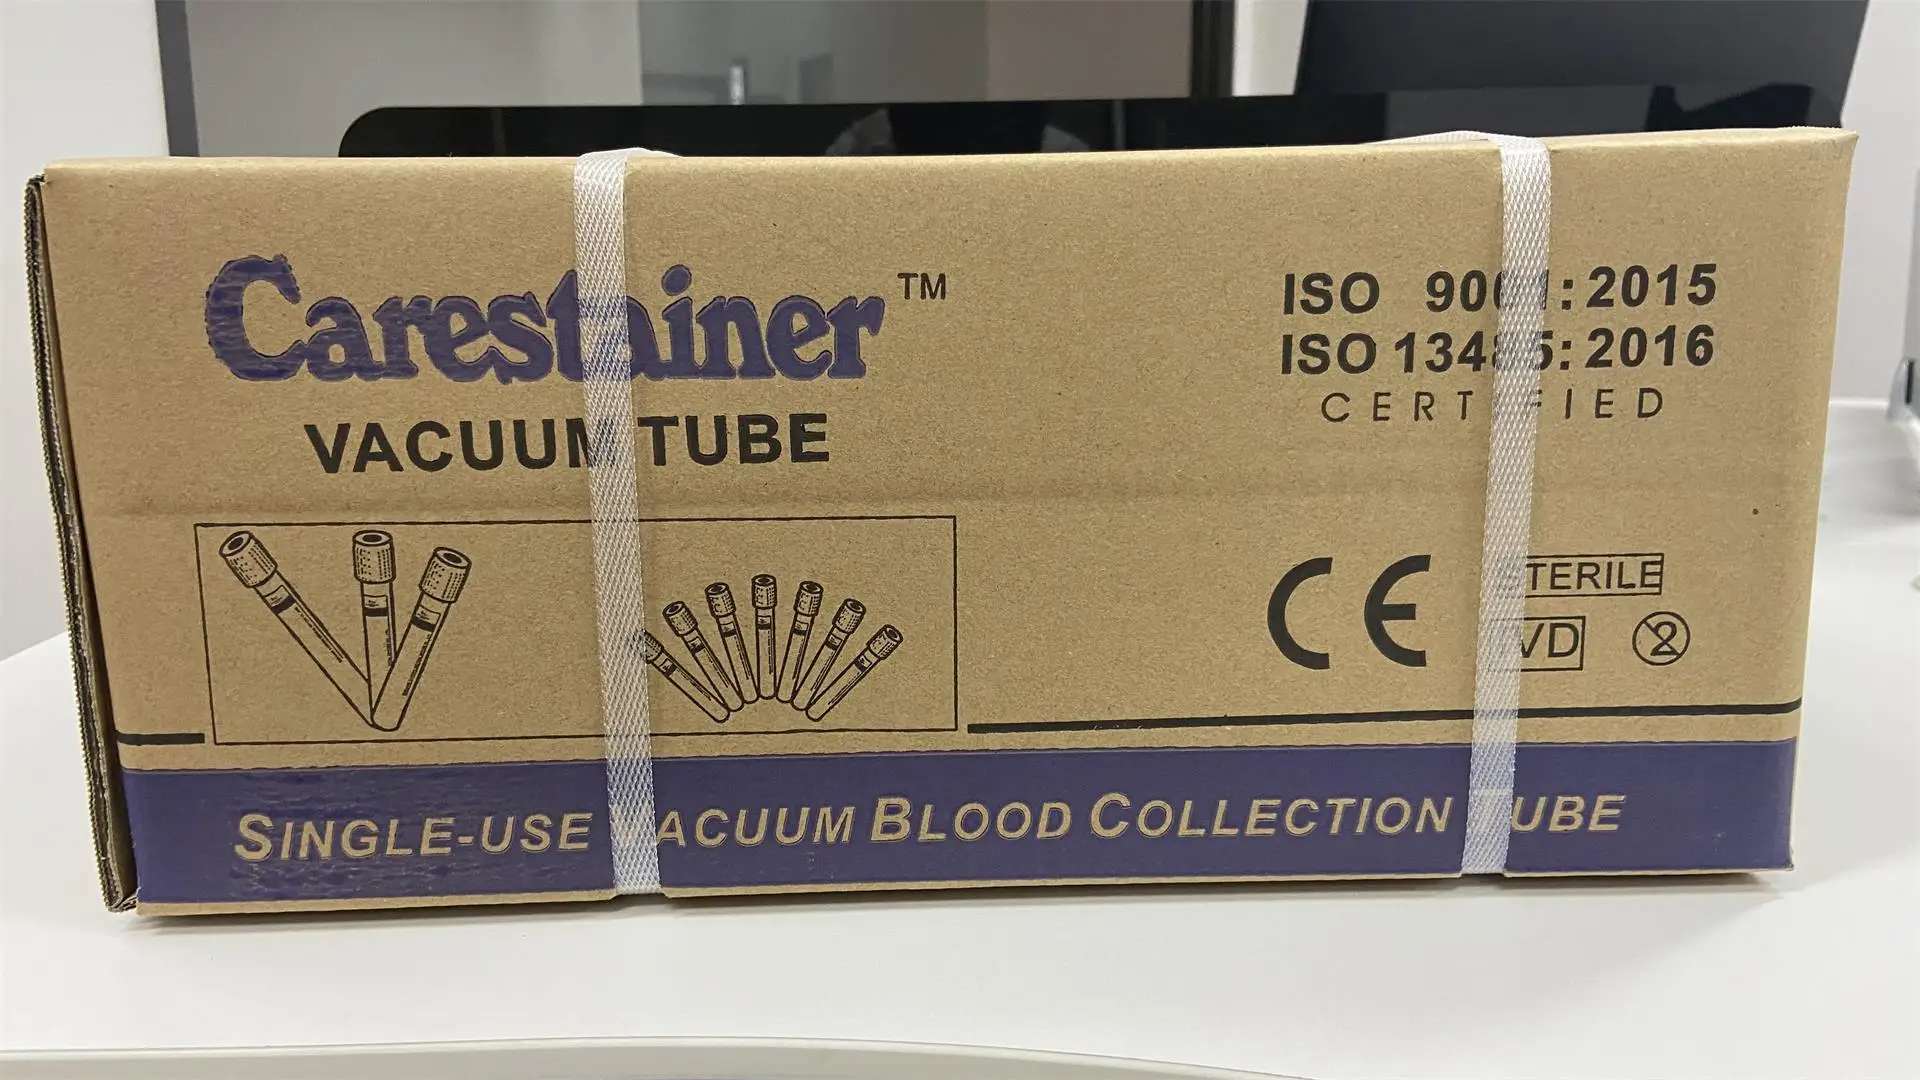 Carestainer™
VACUUM TUBE
ISO 9001:2015
ISO 13485:2016
CERTIFIED
CE
STERILE
IVD
2
SINGLE-USE VACUUM BLOOD COLLECTION TUBE